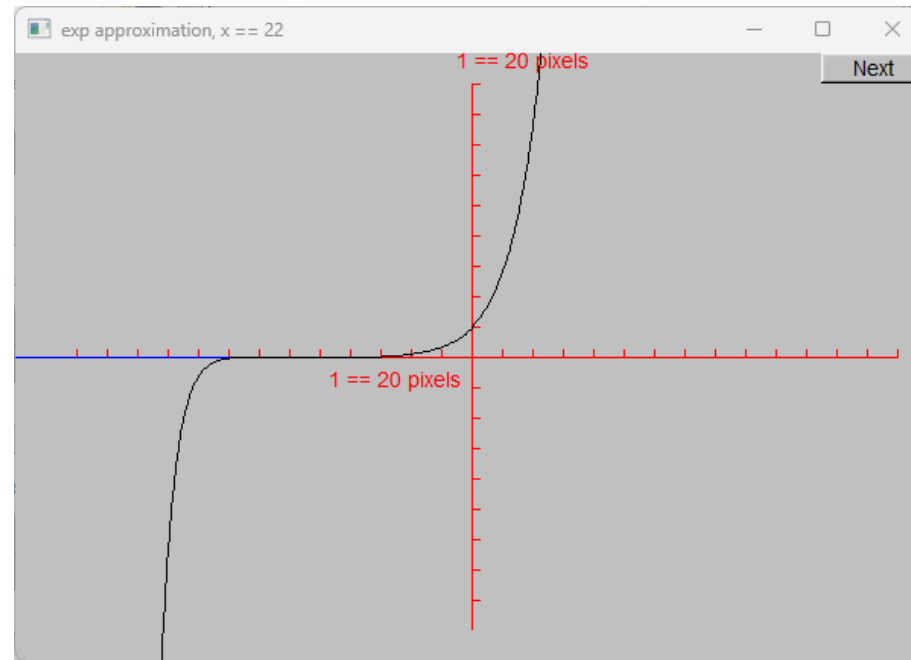 exp approximation, x == 22
1 == 20 pixels
Next
1 == 20 pixels